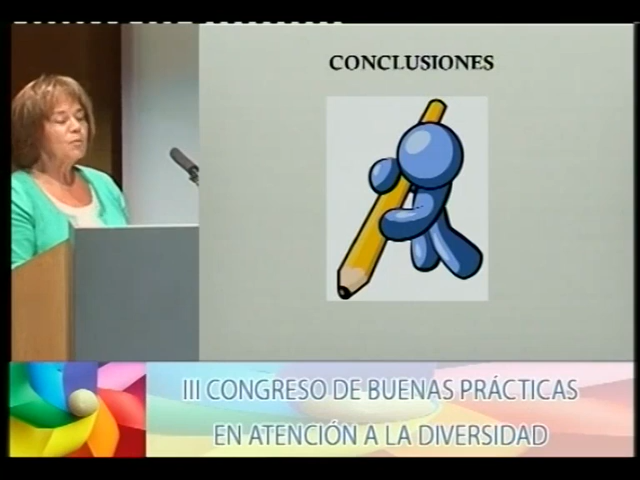 CONCLUSIONES
III CONGRESO DE BUENAS PRÁCTICAS
EN ATENCIÓN A LA DIVERSIDAD